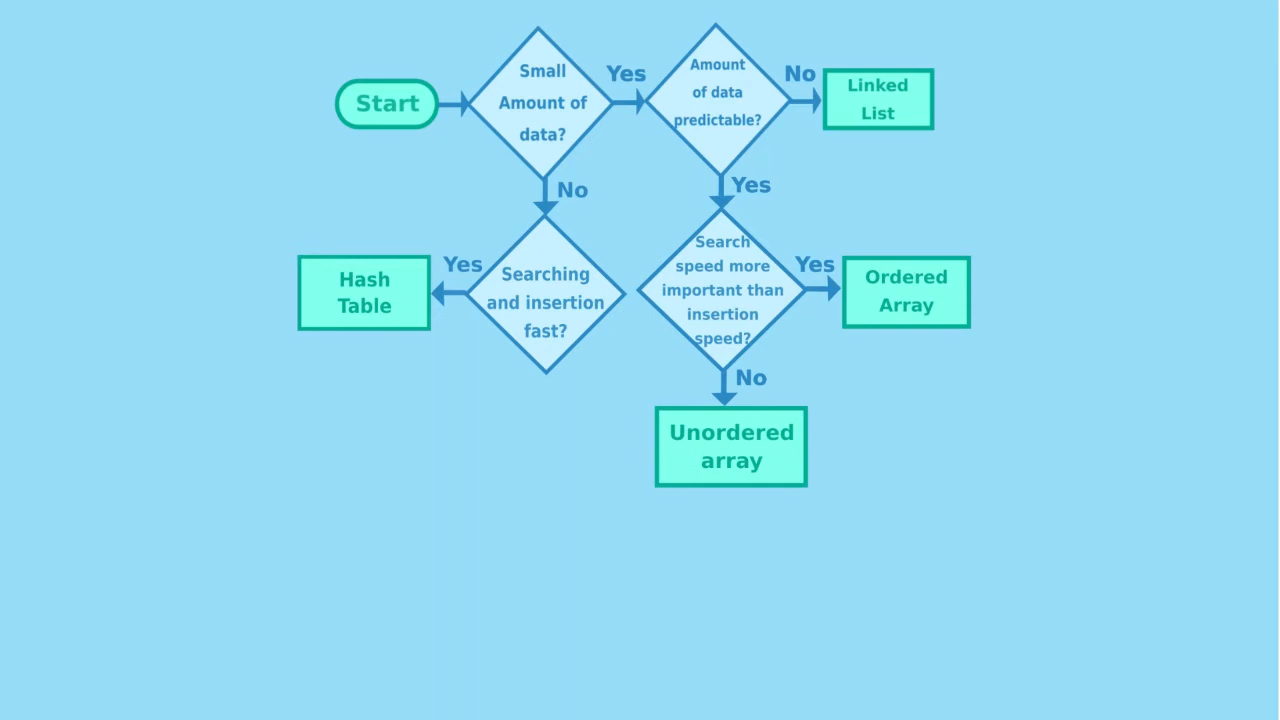 Start
Small
Amount of
data?
Yes
Amount
of data
predictable?
No
Linked
List
No
Yes
Hash
Table
Yes
Searching
and insertion
fast?
Search
speed more
important than
insertion
speed?
Yes
Ordered
Array
No
Unordered
array